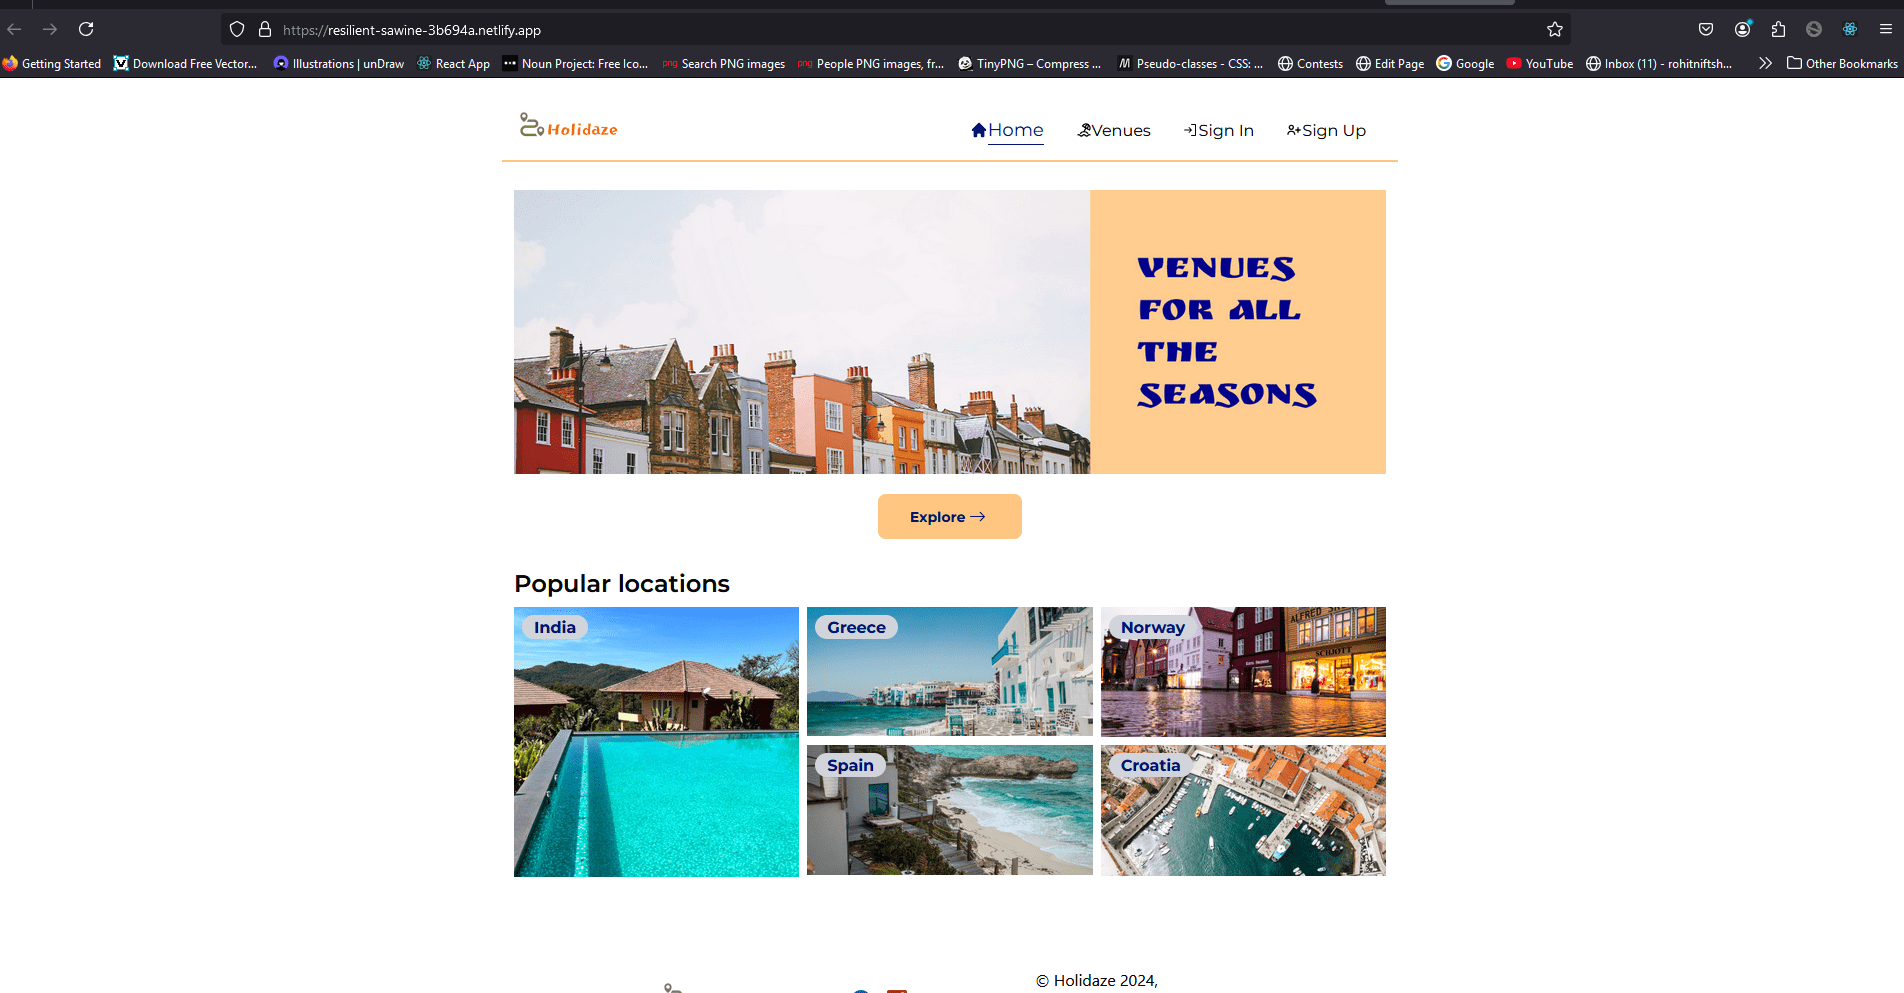 https://resilient-sawine-3b694a.netlify.app
Getting Started Download Free Vector... Illustrations | unDraw React App Noun Project: Free Ico... png Search PNG images png People PNG images, fr... TinyPNG – Compress ... M Pseudo-classes - CSS: ... Contests Edit Page Google YouTube Inbox (11) - rohitniftsh... Other Bookmarks
Holidaze Home Venues Sign In Sign Up
VENUES
FOR ALL
THE
SEASONS
Explore →
Popular locations
India Greece Norway
SCHJØTT
Spain Croatia
© Holidaze 2024,